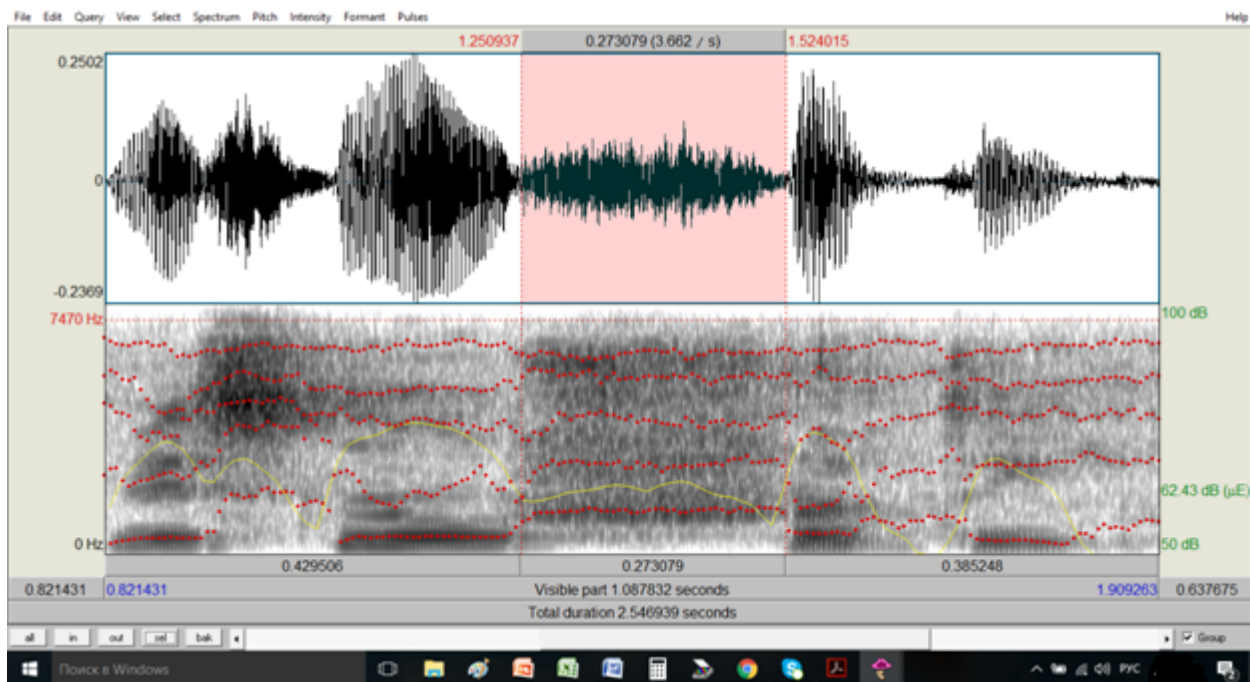 File Edit Query View Select Spectrum Pitch Intensity Formant Pulses Help
1.250937 0.273079 (3.662 / s) 1.524015
0.2502
0
-0.2369
7470 Hz 100 dB
62.43 dB (µE)
0 Hz 50 dB
0.429506 0.273079 0.385248
0.821431 0.821431 Visible part 1.087832 seconds 1.909263 0.637675
Total duration 2.546939 seconds
all in out sel bak Group
Поиск в Windows РУС 2